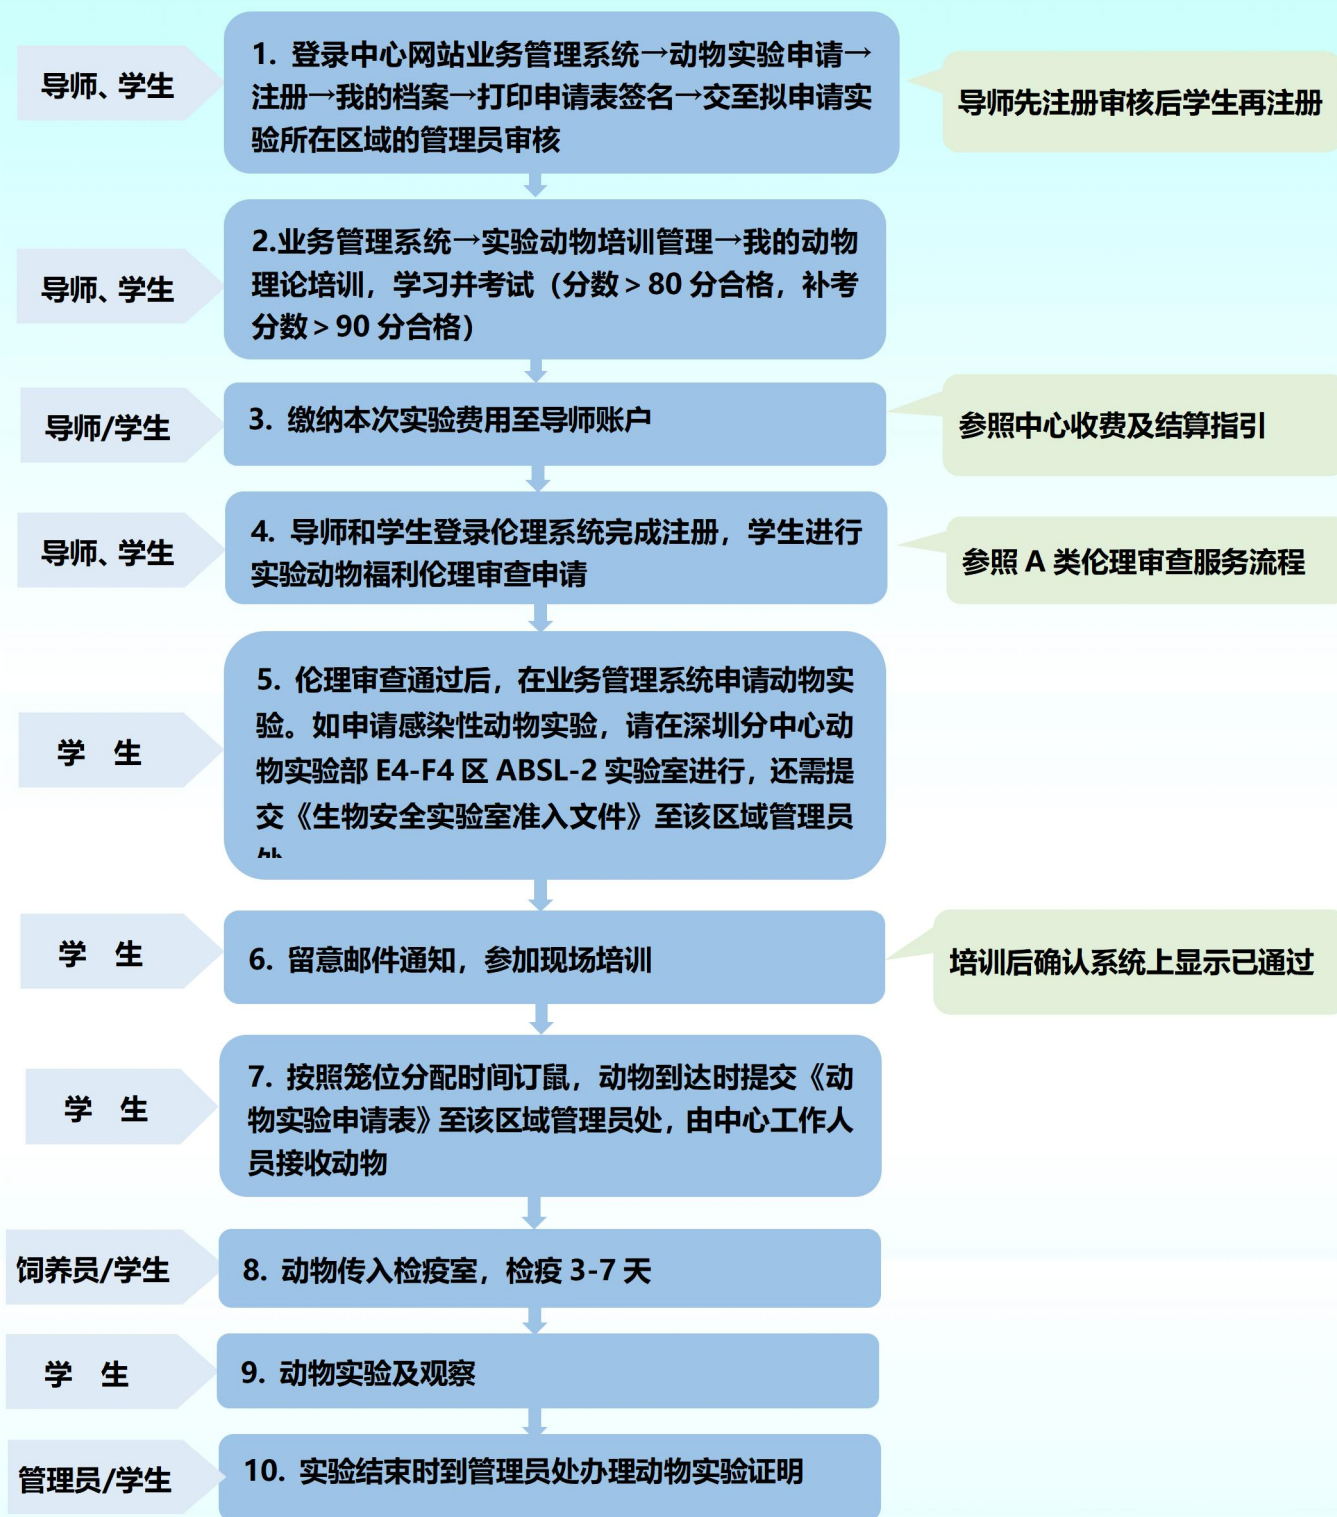 导师、学生
1. 登录中心网站业务管理系统→动物实验申请→
注册→我的档案→打印申请表签名→交至拟申请实
验所在区域的管理员审核
导师先注册审核后学生再注册
导师、学生
2.业务管理系统→实验动物培训管理→我的动物
理论培训，学习并考试（分数＞80 分合格，补考
分数＞90 分合格）
导师/学生
3. 缴纳本次实验费用至导师账户
参照中心收费及结算指引
导师、学生
4. 导师和学生登录伦理系统完成注册，学生进行
实验动物福利伦理审查申请
参照 A 类伦理审查服务流程
学 生
5. 伦理审查通过后，在业务管理系统申请动物实
验。如申请感染性动物实验，请在深圳分中心动
物实验部 E4-F4 区 ABSL-2 实验室进行，还需提
交《生物安全实验室准入文件》至该区域管理员
学 生
6. 留意邮件通知，参加现场培训
培训后确认系统上显示已通过
学 生
7. 按照笼位分配时间订鼠，动物到达时提交《动
物实验申请表》至该区域管理员处，由中心工作人
员接收动物
饲养员/学生
8. 动物传入检疫室，检疫 3-7 天
学 生
9. 动物实验及观察
管理员/学生
10. 实验结束时到管理员处办理动物实验证明